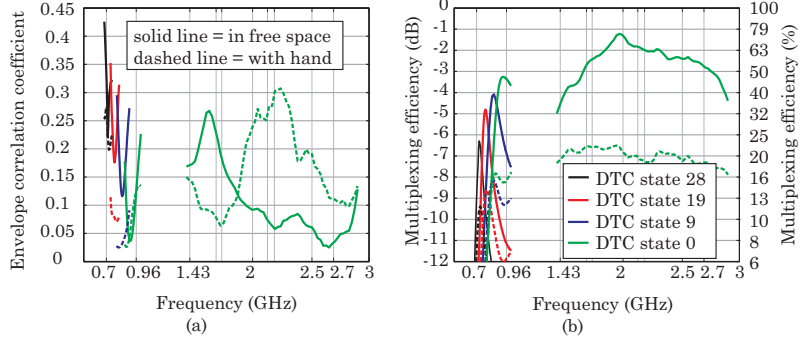 solid line = in free space
dashed line = with hand
Envelope correlation coefficient
0.45
0.4
0.35
0.3
0.25
0.2
0.15
0.1
0.05
0
0.7 0.96 1.43 2 2.5 2.7 3
Frequency (GHz)
(a)
Multiplexing efficiency (dB)
0
-1
-2
-3
-4
-5
-6
-7
-8
-9
-10
-11
-12
DTC state 28
DTC state 19
DTC state 9
DTC state 0
100
79
63
50
40
32
25
20
16
13
10
8
6
Multiplexing efficiency (%)
0.7 0.96 1.43 2 2.5 2.7 3
Frequency (GHz)
(b)